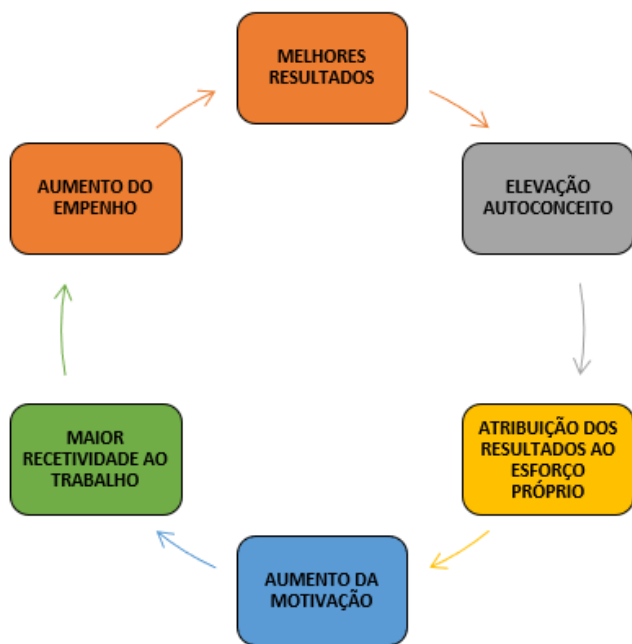 MELHORES
RESULTADOS
ELEVAÇÃO
AUTOCONCEITO
ATRIBUIÇÃO DOS
RESULTADOS AO
ESFORÇO
PRÓPRIO
AUMENTO DA
MOTIVAÇÃO
MAIOR
RECETIVIDADE AO
TRABALHO
AUMENTO DO
EMPENHO